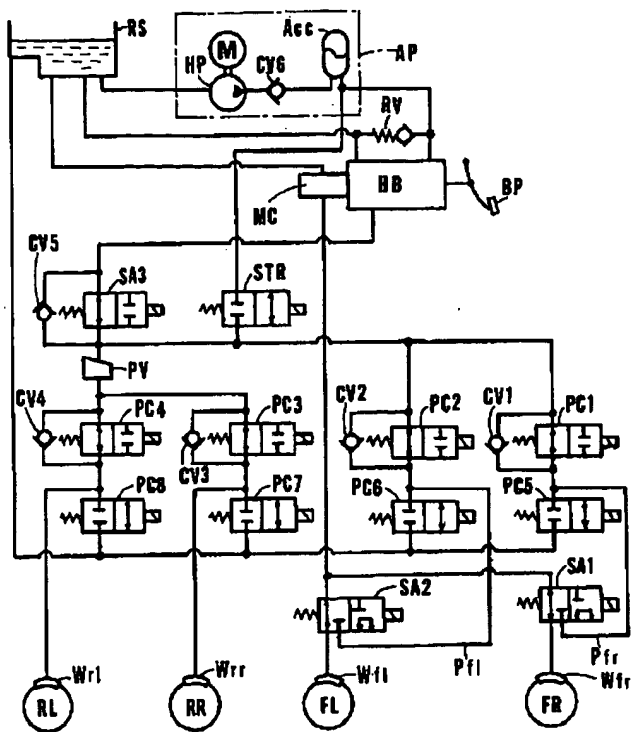 RS
Acc
M
HP
CV6
AP
RV
HB
BP
MC
CV5
SA3
STR
PV
CV4
PC4
CV3
PC3
CV2
PC2
CV1
PC1
PC8
PC7
PC6
PC5
SA2
SA1
Pfl
Pfr
Wrl
Wrr
Wfl
Wfr
RL
RR
FL
FR